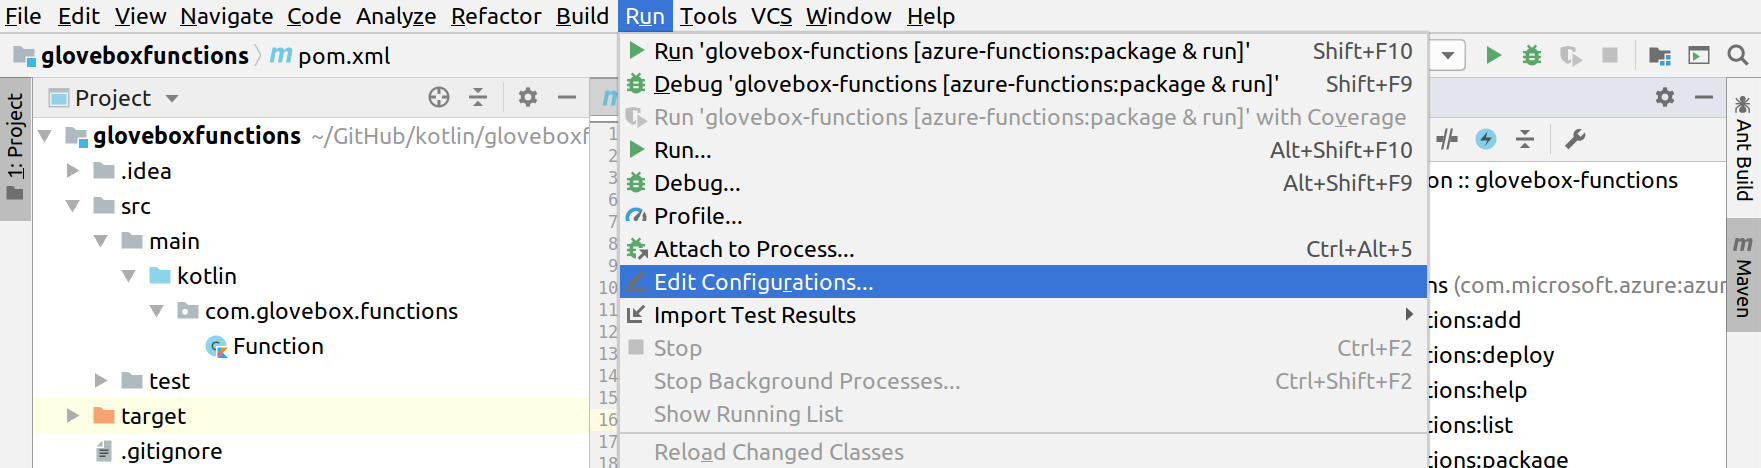 File Edit View Navigate Code Analyze Refactor Build Run Tools VCS Window Help
gloveboxfunctions m pom.xml
1: Project
Project
gloveboxfunctions ~/GitHub/kotlin/gloveboxf
.idea
src
main
kotlin
com.glovebox.functions
Function
test
target
.gitignore
m
1
2
3
6
7
8
9
10
11
12
13
14
15
16
17
18
Run 'glovebox-functions [azure-functions:package & run]' Shift+F10
Debug 'glovebox-functions [azure-functions:package & run]' Shift+F9
Run 'glovebox-functions [azure-functions:package & run]' with Coverage
Run... Alt+Shift+F10
Debug... Alt+Shift+F9
Profile...
Attach to Process... Ctrl+Alt+5
Edit Configurations...
Import Test Results
Stop Ctrl+F2
Stop Background Processes... Ctrl+Shift+F2
Show Running List
Reload Changed Classes
on :: glovebox-functions
ns (com.microsoft.azure:azur
tions:add
tions:deploy
tions:help
tions:list
tions:package
Ant Build
m Maven